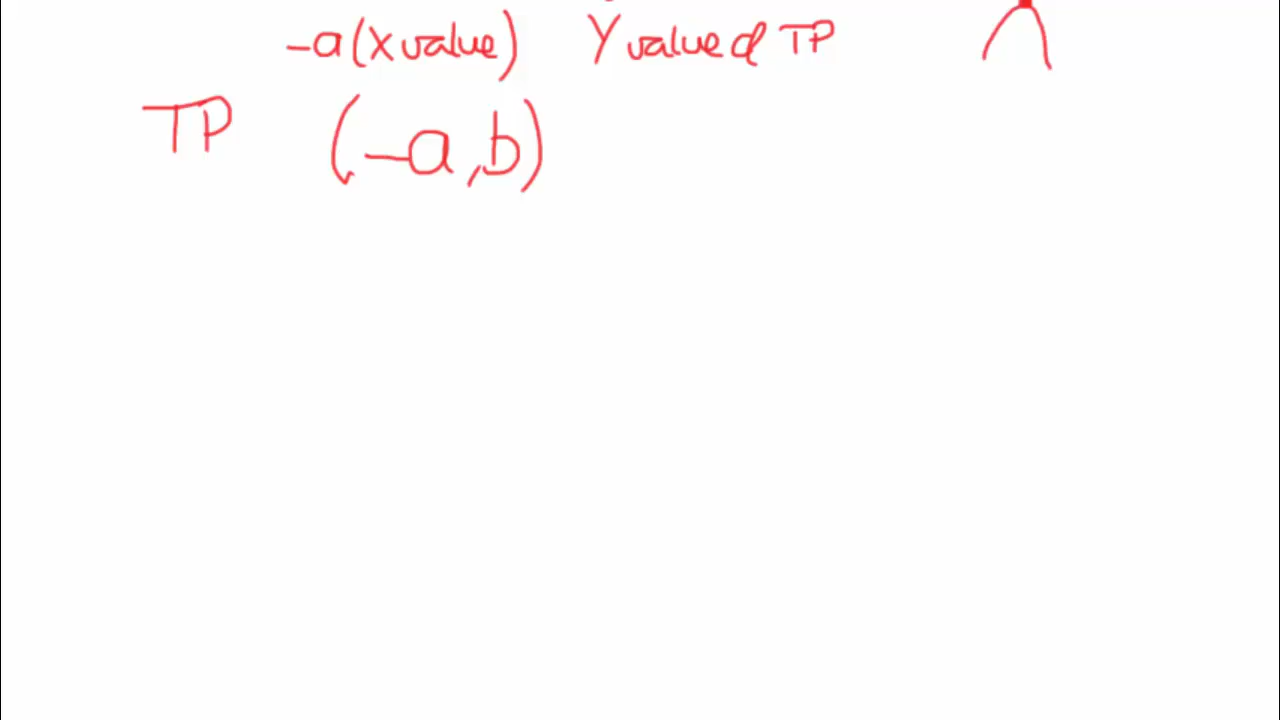 -a (X value) Y value of TP
TP (-a, b)